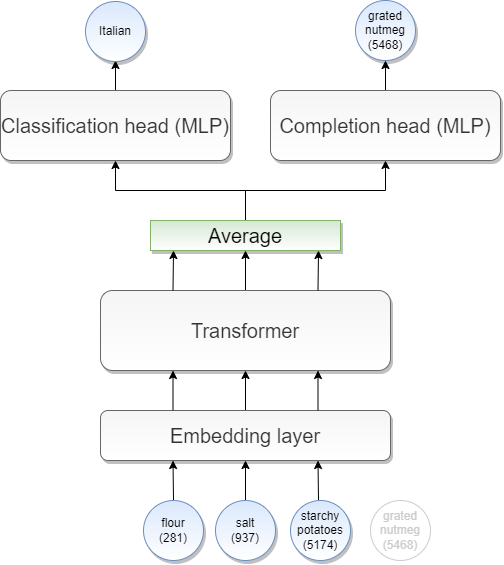 Italian
grated
nutmeg
(5468)
Classification head (MLP)
Completion head (MLP)
Average
Transformer
Embedding layer
flour
(281)
salt
(937)
starchy
potatoes
(5174)
grated
nutmeg
(5468)